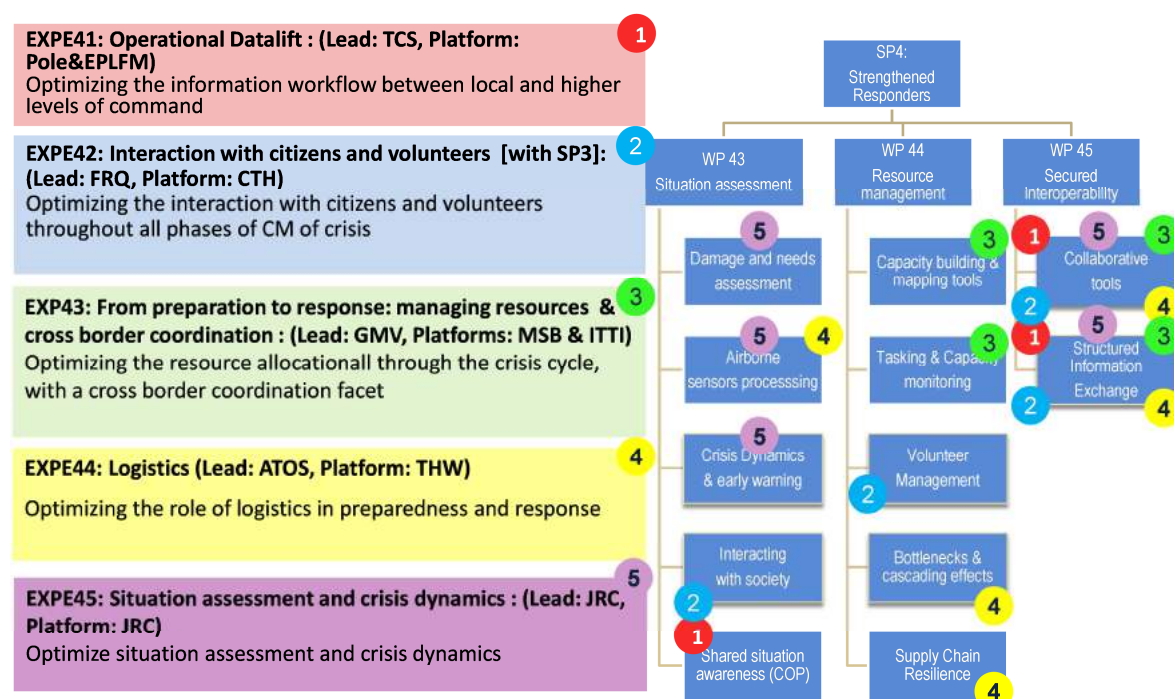 EXPE41: Operational Datalift : (Lead: TCS, Platform:
Pole&EPLFM)
Optimizing the information workflow between local and higher
levels of command
1
EXPE42: Interaction with citizens and volunteers [with SP3]:
(Lead: FRQ, Platform: CTH)
Optimizing the interaction with citizens and volunteers
throughout all phases of CM of crisis
2
EXP43: From preparation to response: managing resources &
cross border coordination : (Lead: GMV, Platforms: MSB & ITTI)
Optimizing the resource allocationall through the crisis cycle,
with a cross border coordination facet
3
EXPE44: Logistics (Lead: ATOS, Platform: THW)
Optimizing the role of logistics in preparedness and response
4
EXPE45: Situation assessment and crisis dynamics : (Lead: JRC,
Platform: JRC)
Optimize situation assessment and crisis dynamics
5
SP4:
Strengthened
Responders
WP 43
Situation assessment
5
Damage and needs
assessment
5
4
Airborne
sensors processsing
5
Crisis Dynamics
& early warning
Interacting
with society
2
1
Shared situation
awareness (COP)
WP 44
Resource
management
3
Capacity building &
mapping tools
3
Tasking & Capacity
monitoring
Volunteer
Management
2
Bottlenecks &
cascading effects
4
Supply Chain
Resilience
4
WP 45
Secured
Interoperability
1
5
3
Collaborative
tools
2
4
1
5
3
Structured
Information
Exchange
2
4